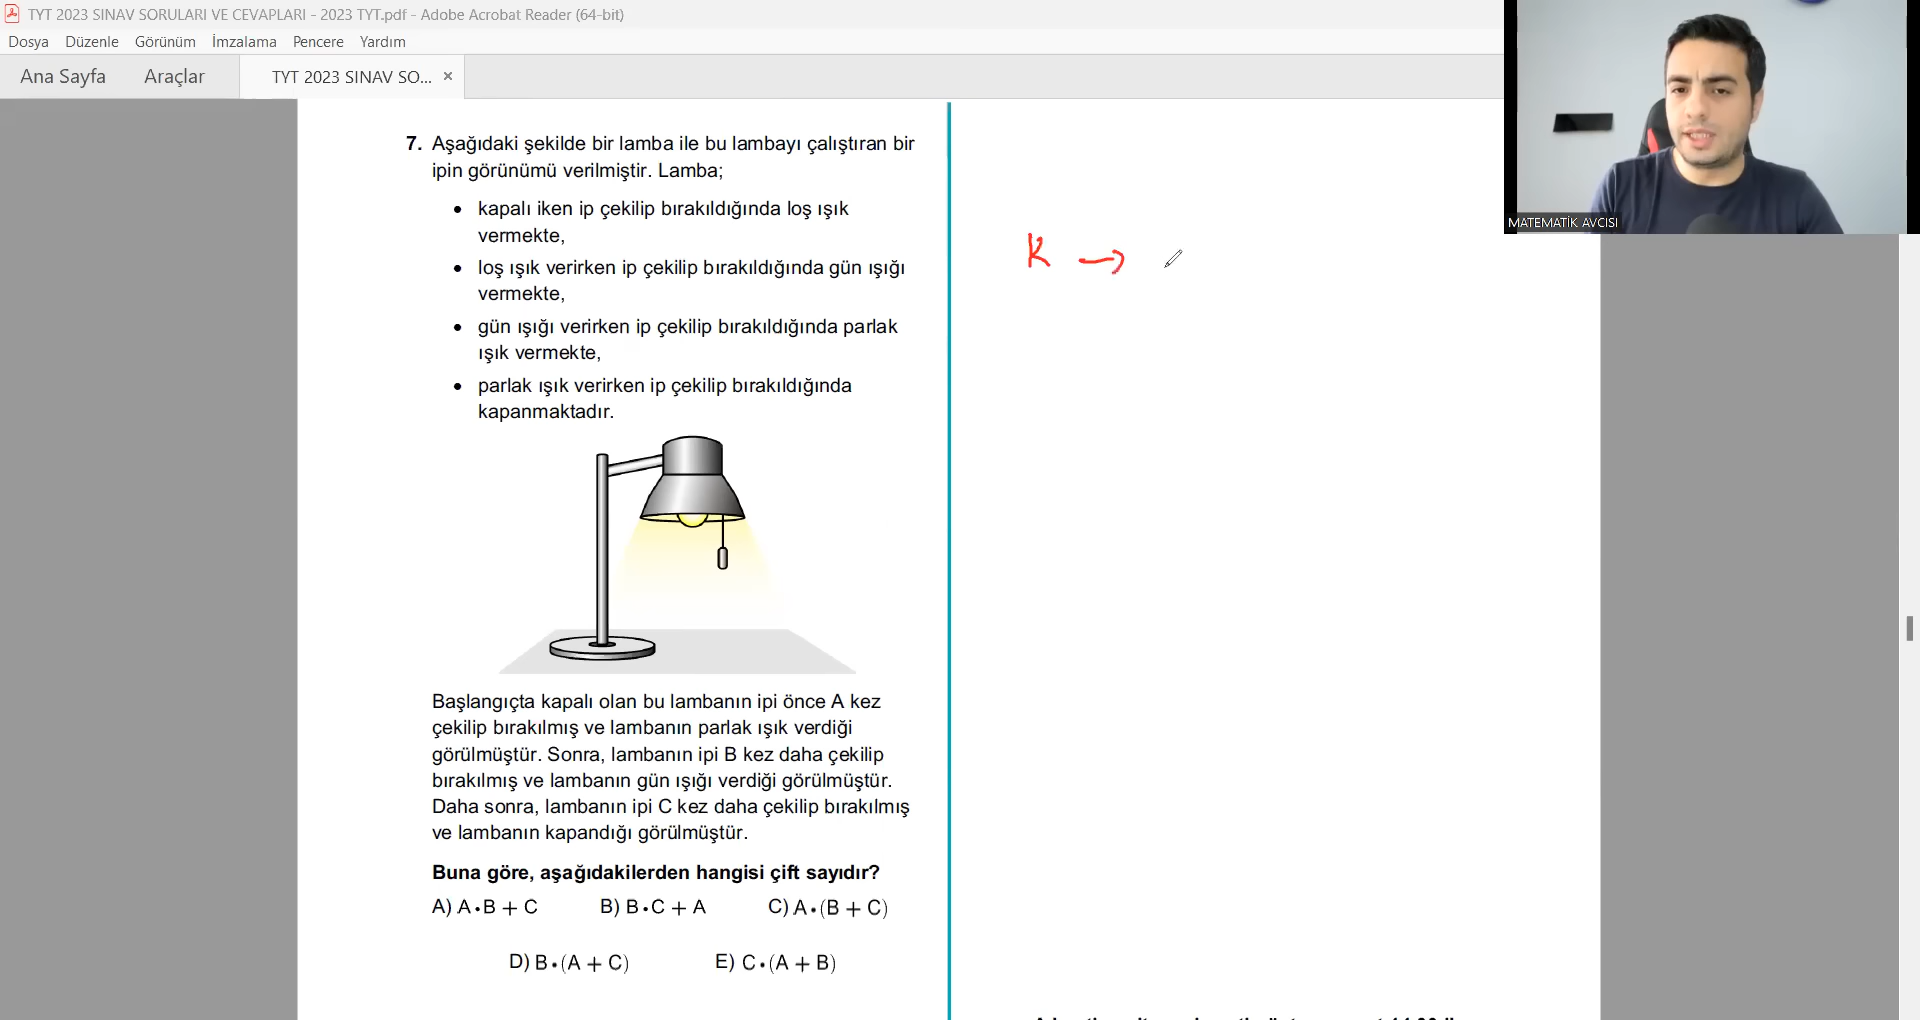 TYT 2023 SINAV SORULARI VE CEVAPLARI - 2023 TYT.pdf - Adobe Acrobat Reader (64-bit)
Dosya Düzenle Görünüm İmzalama Pencere Yardım
Ana Sayfa Araçlar TYT 2023 SINAV SO... ×
7. Aşağıdaki şekilde bir lamba ile bu lambayı çalıştıran bir
ipin görünümü verilmiştir. Lamba;
• kapalı iken ip çekilip bırakıldığında loş ışık
vermekte,
• loş ışık verirken ip çekilip bırakıldığında gün ışığı
vermekte,
• gün ışığı verirken ip çekilip bırakıldığında parlak
ışık vermekte,
• parlak ışık verirken ip çekilip bırakıldığında
kapanmaktadır.
Başlangıçta kapalı olan bu lambanın ipi önce A kez
çekilip bırakılmış ve lambanın parlak ışık verdiği
görülmüştür. Sonra, lambanın ipi B kez daha çekilip
bırakılmış ve lambanın gün ışığı verdiği görülmüştür.
Daha sonra, lambanın ipi C kez daha çekilip bırakılmış
ve lambanın kapandığı görülmüştür.
Buna göre, aşağıdakilerden hangisi çift sayıdır?
A) A·B + C B) B·C + A C) A·(B + C)
D) B·(A + C) E) C·(A + B)
K →
MATEMATİK AVCISI